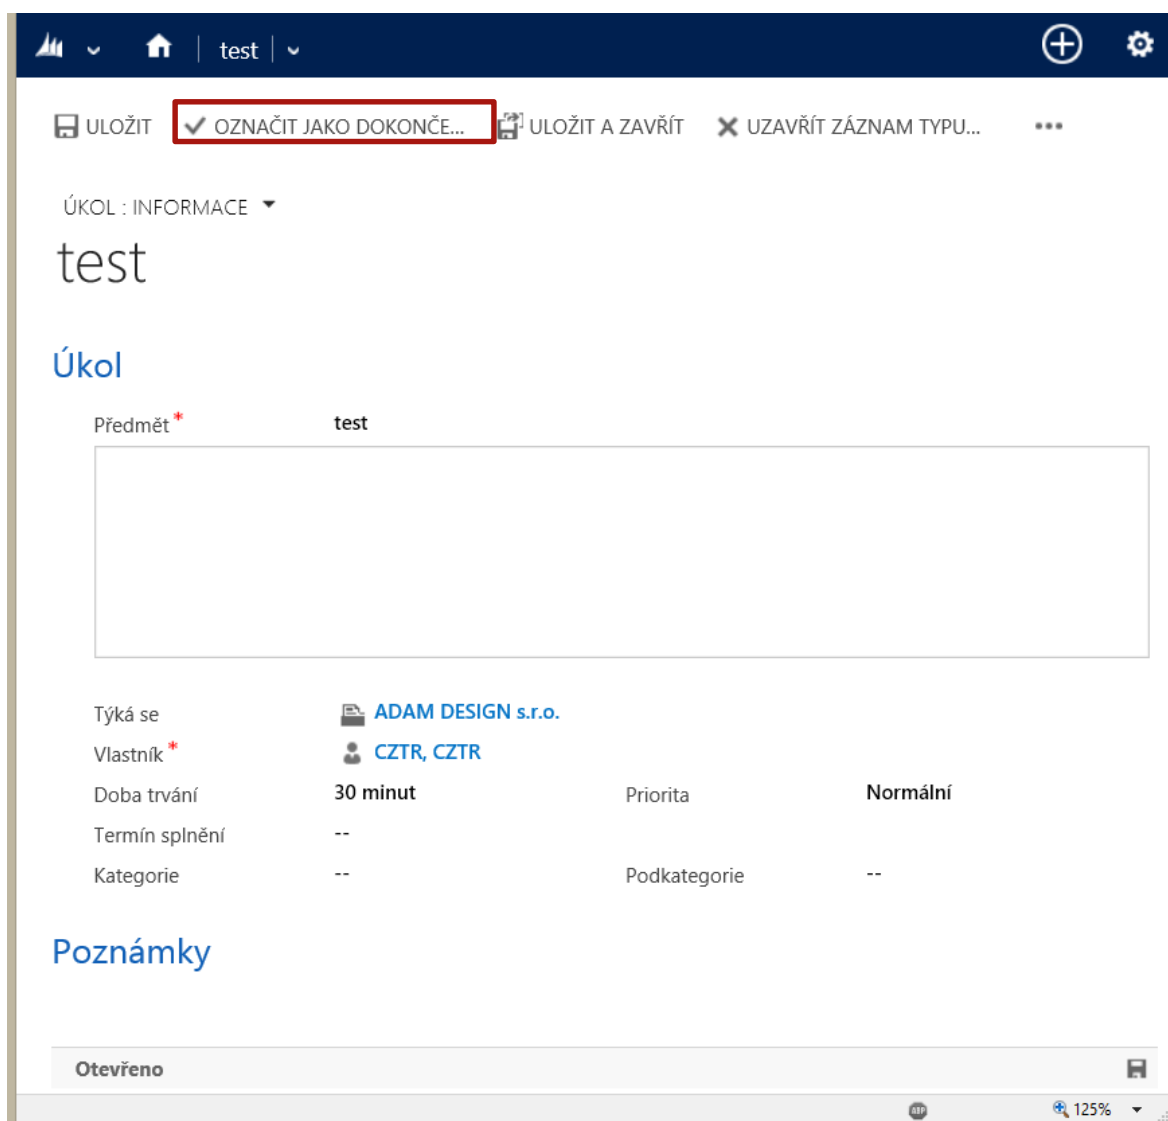 test
ULOŽIT OZNAČIT JAKO DOKONČE... ULOŽIT A ZAVŘÍT UZAVŘÍT ZÁZNAM TYPU... •••
ÚKOL : INFORMACE
test
Úkol
Předmět* test
Týká se ADAM DESIGN s.r.o.
Vlastník* CZTR, CZTR
Doba trvání 30 minut Priorita Normální
Termín splnění --
Kategorie -- Podkategorie --
Poznámky
Otevřeno
ABP 125%